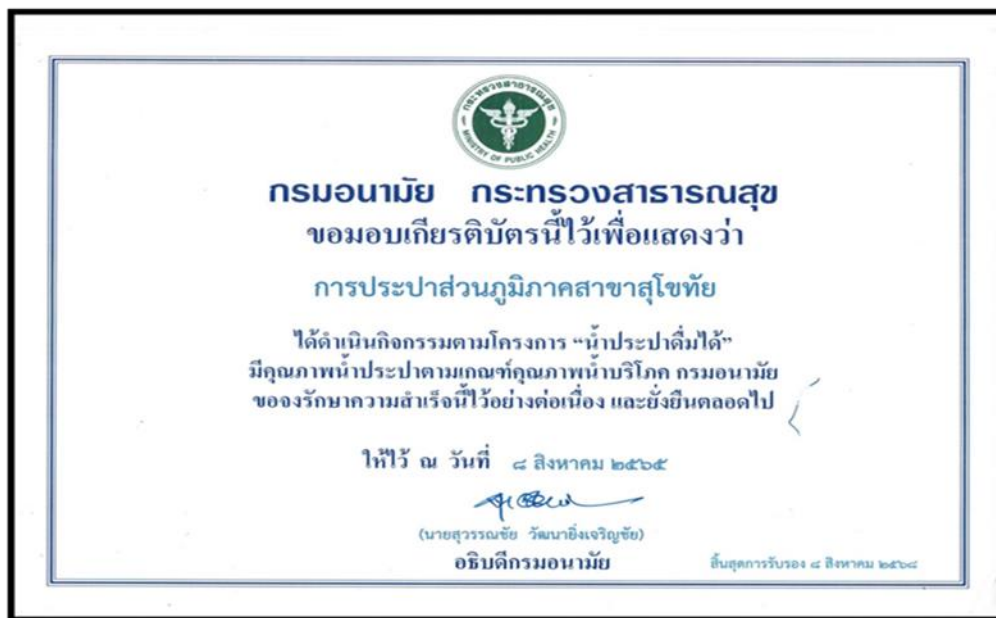 กระทรวงสาธารณสุข
MINISTRY OF PUBLIC HEALTH
กรมอนามัย กระทรวงสาธารณสุข
ขอมอบเกียรติบัตรนี้ไว้เพื่อแสดงว่า
การประปาส่วนภูมิภาคสาขาสุโขทัย
ได้ดำเนินกิจกรรมตามโครงการ “น้ำประปาดื่มได้”
มีคุณภาพน้ำประปาตามเกณฑ์คุณภาพน้ำบริโภค กรมอนามัย
ขอจงรักษาความสำเร็จนี้ไว้อย่างต่อเนื่อง และยั่งยืนตลอดไป
ให้ไว้ ณ วันที่ ๘ สิงหาคม ๒๕๖๕
(นายสุวรรณชัย วัฒนายิ่งเจริญชัย)
อธิบดีกรมอนามัย
สิ้นสุดการรับรอง ๘ สิงหาคม ๒๕๖๘